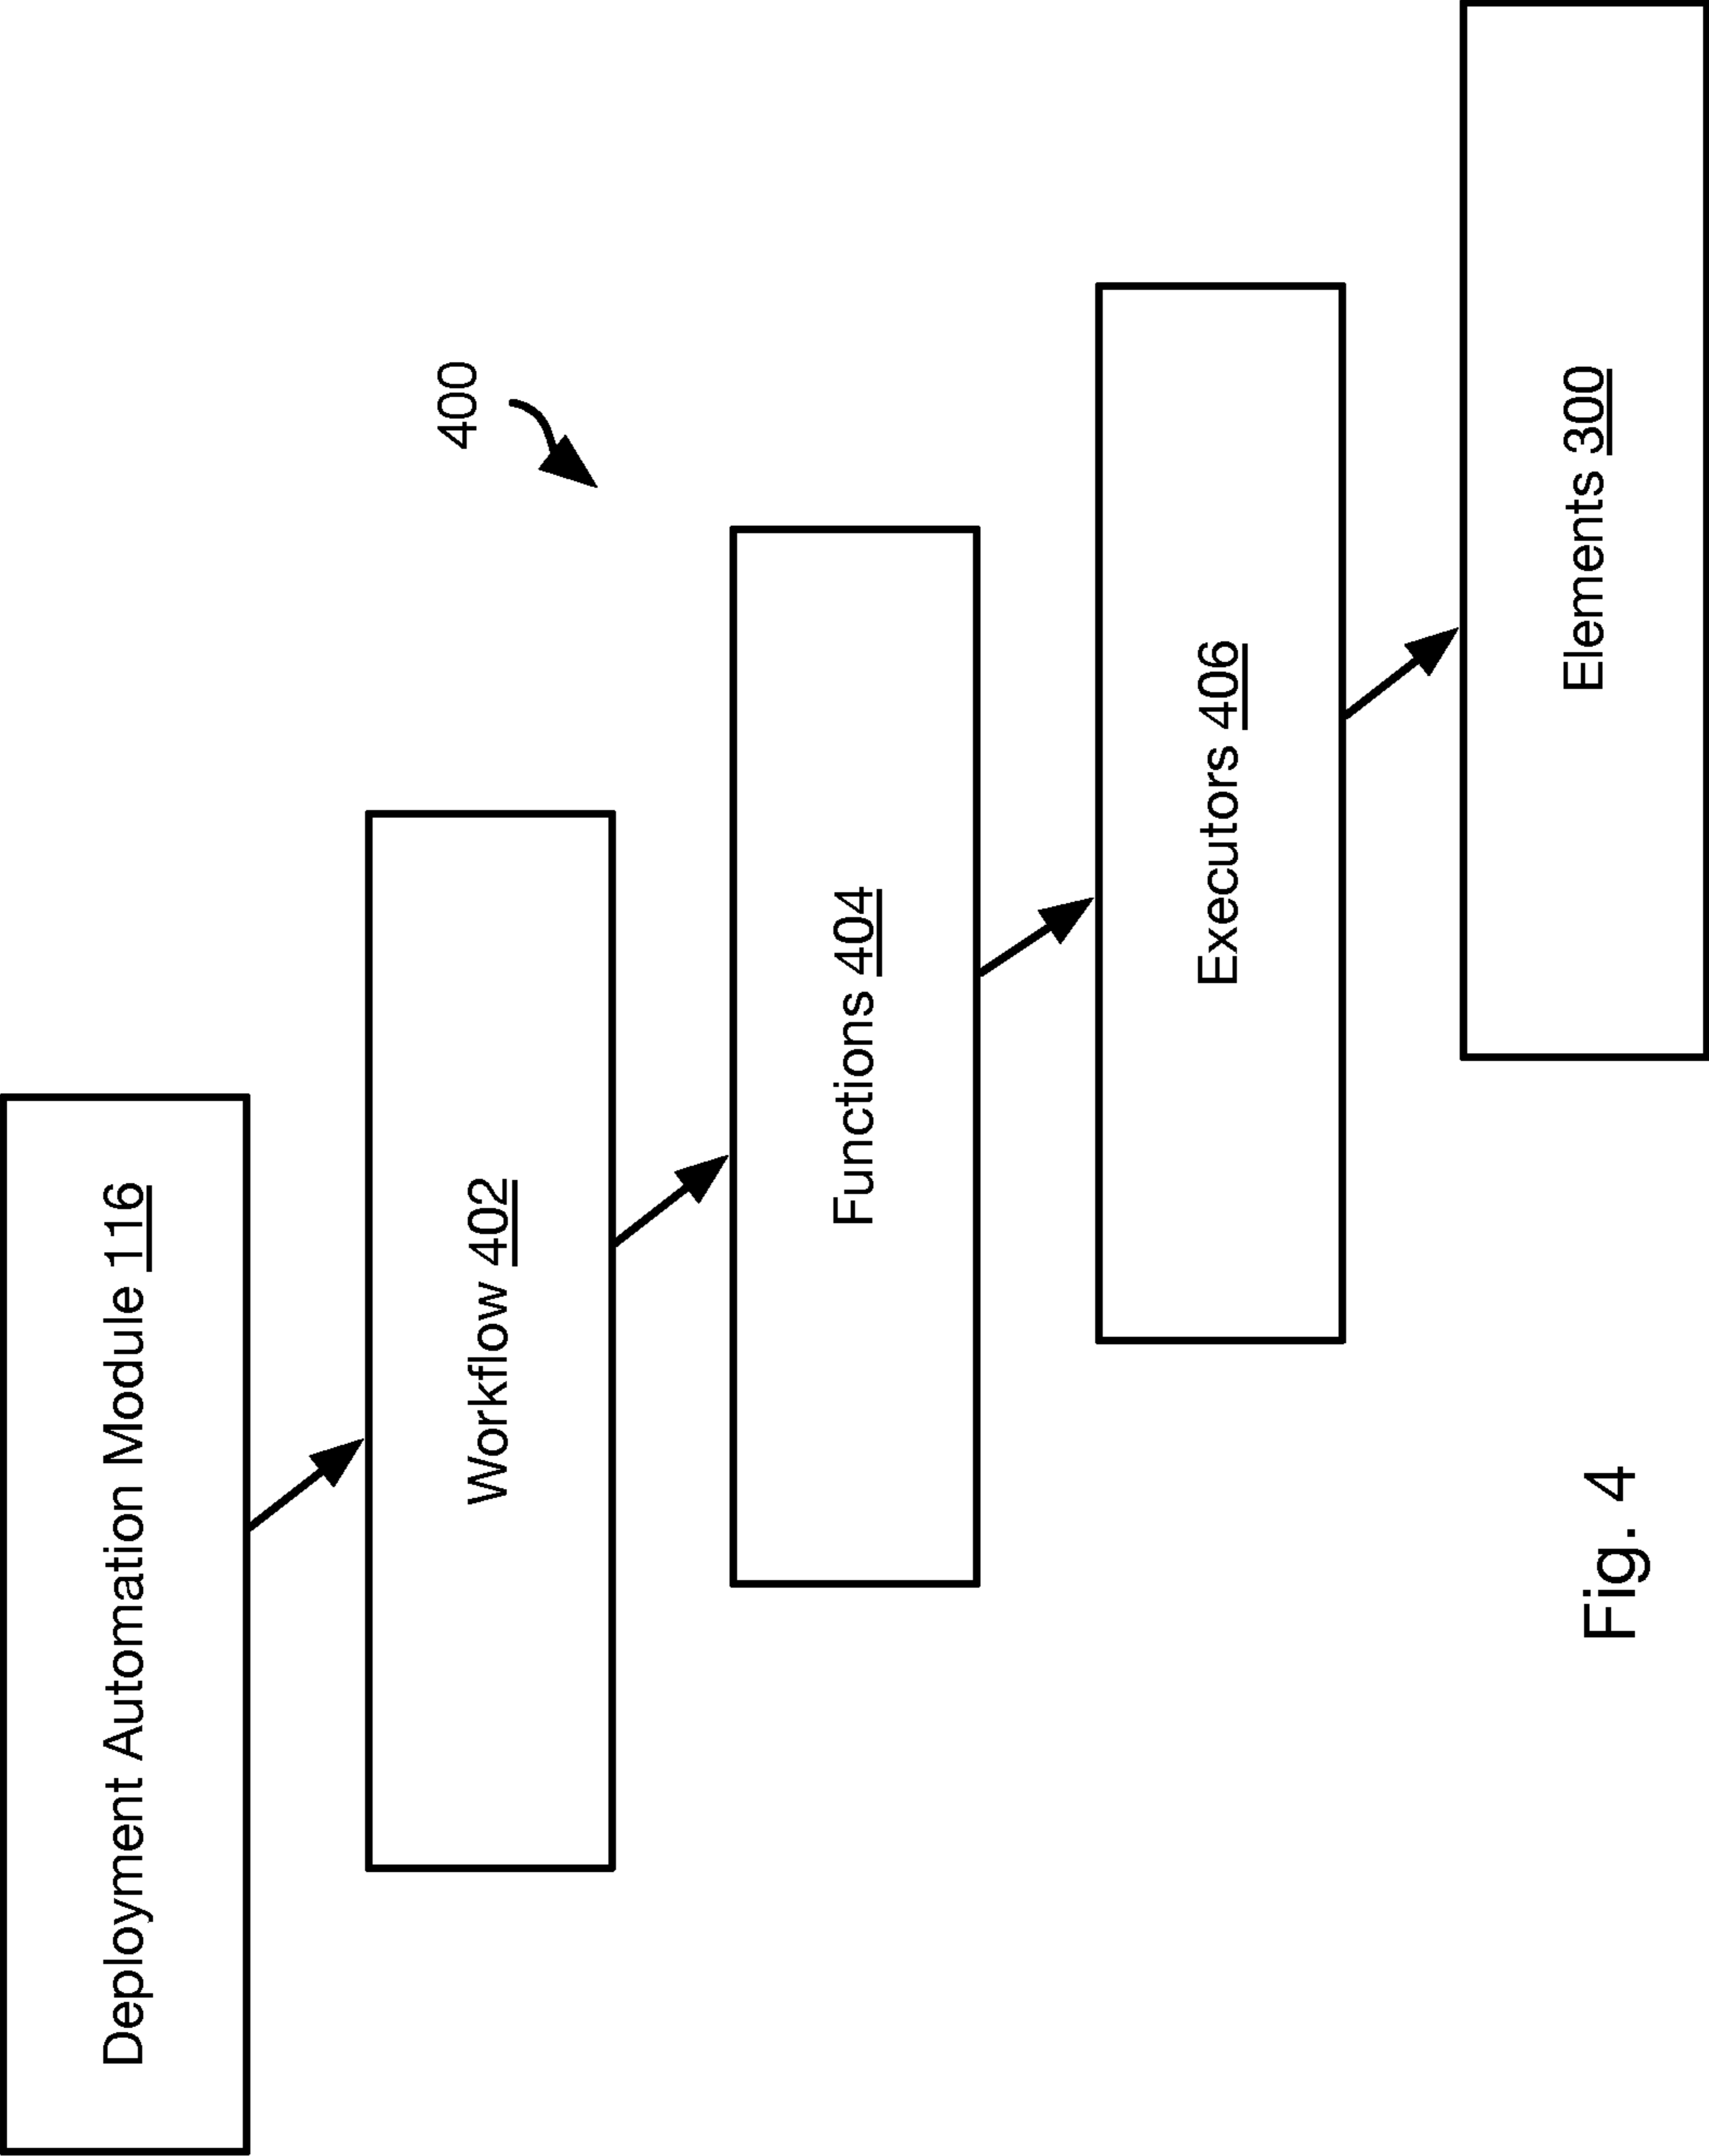 400
Deployment Automation Module 116
Workflow 402
Functions 404
Executors 406
Elements 300
Fig. 4